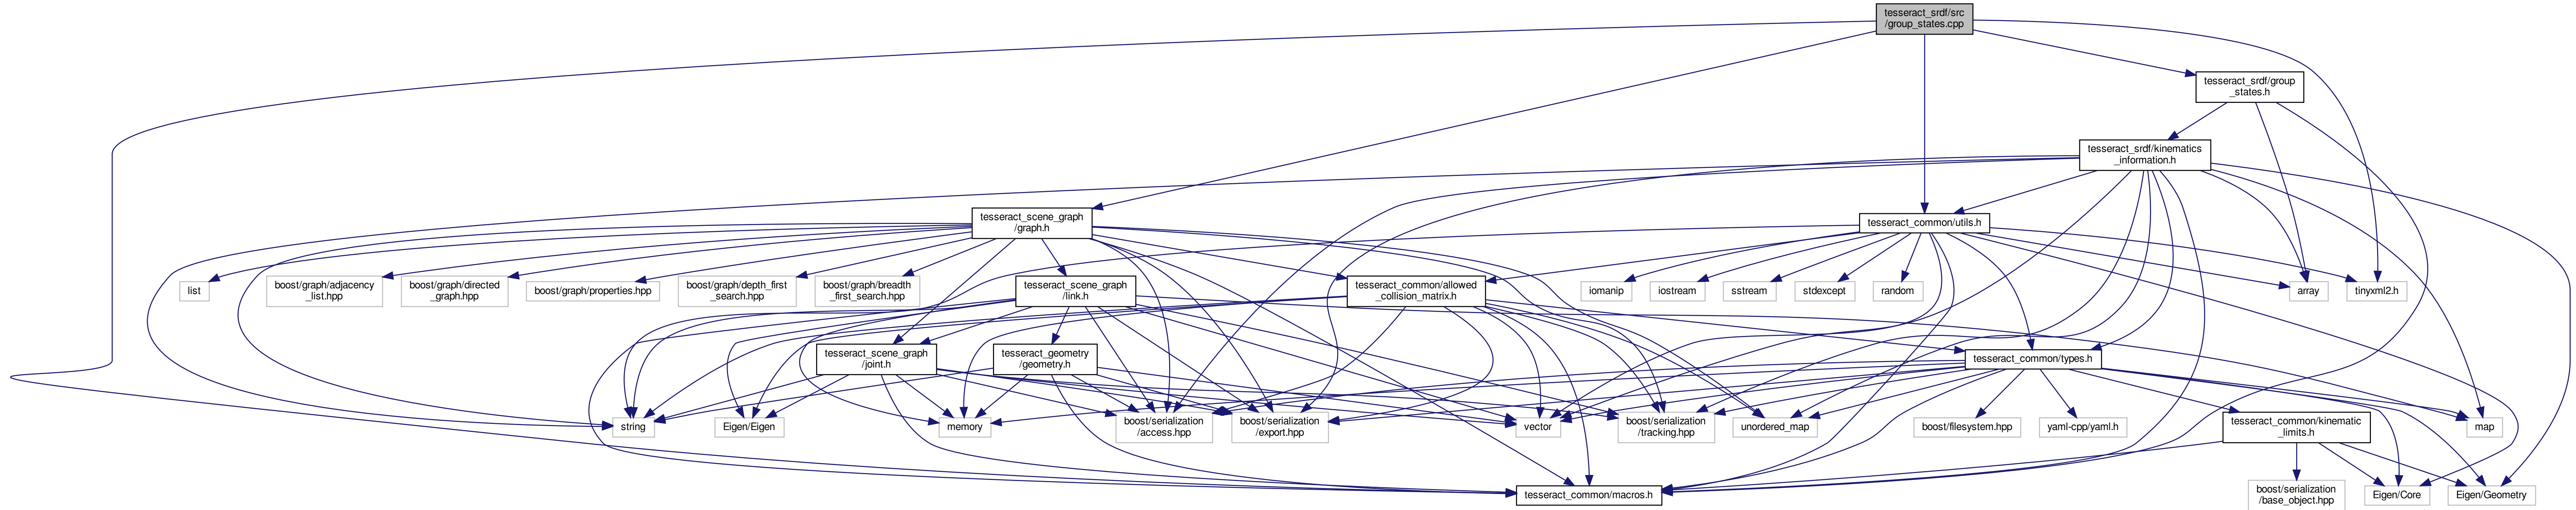 tesseract_srdf/src
/group_states.cpp
tesseract_srdf/group
_states.h
tesseract_srdf/kinematics
_information.h
tesseract_scene_graph
/graph.h
tesseract_common/utils.h
list
boost/graph/adjacency
_list.hpp
boost/graph/directed
_graph.hpp
boost/graph/properties.hpp
boost/graph/depth_first
_search.hpp
boost/graph/breadth
_first_search.hpp
tesseract_scene_graph
/link.h
tesseract_common/allowed
_collision_matrix.h
iomanip
iostream
sstream
stdexcept
random
array
tinyxml2.h
tesseract_scene_graph
/joint.h
tesseract_geometry
/geometry.h
tesseract_common/types.h
string
Eigen/Eigen
memory
boost/serialization
/access.hpp
boost/serialization
/export.hpp
vector
boost/serialization
/tracking.hpp
unordered_map
boost/filesystem.hpp
yaml-cpp/yaml.h
tesseract_common/kinematic
_limits.h
map
tesseract_common/macros.h
boost/serialization
/base_object.hpp
Eigen/Core
Eigen/Geometry